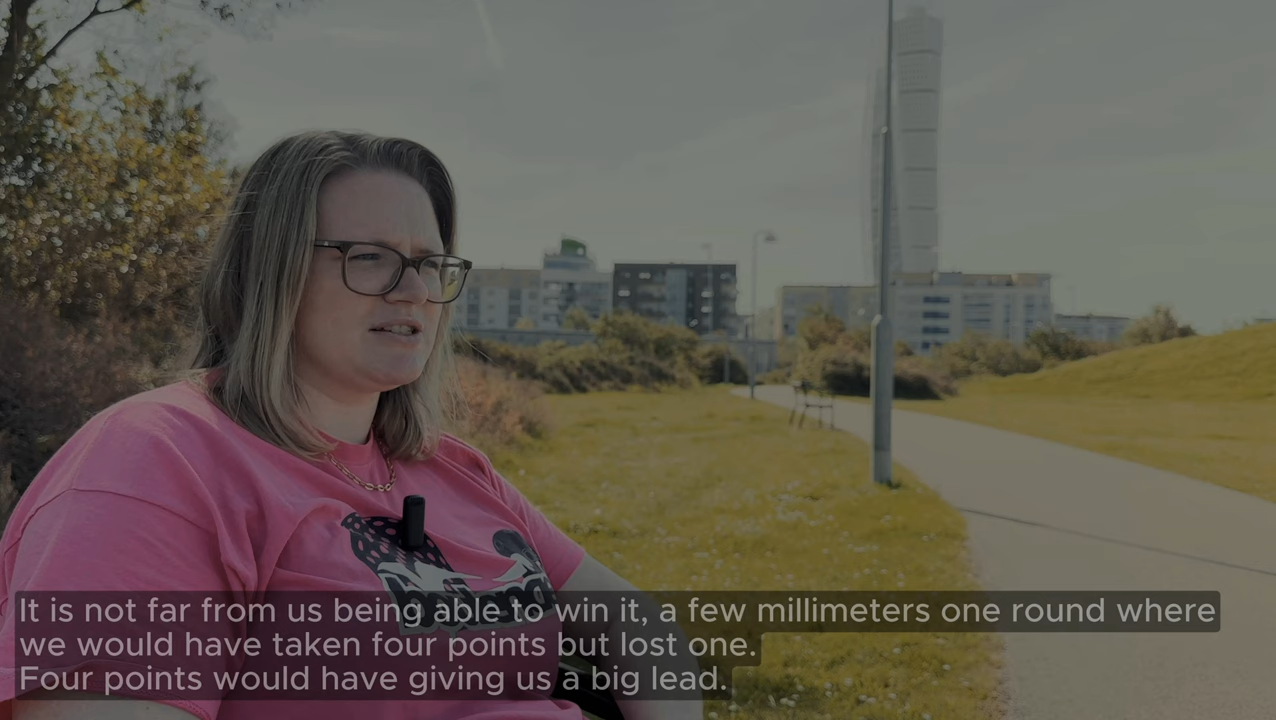 It is not far from us being able to win it, a few millimeters one round where
we would have taken four points but lost one.
Four points would have giving us a big lead.